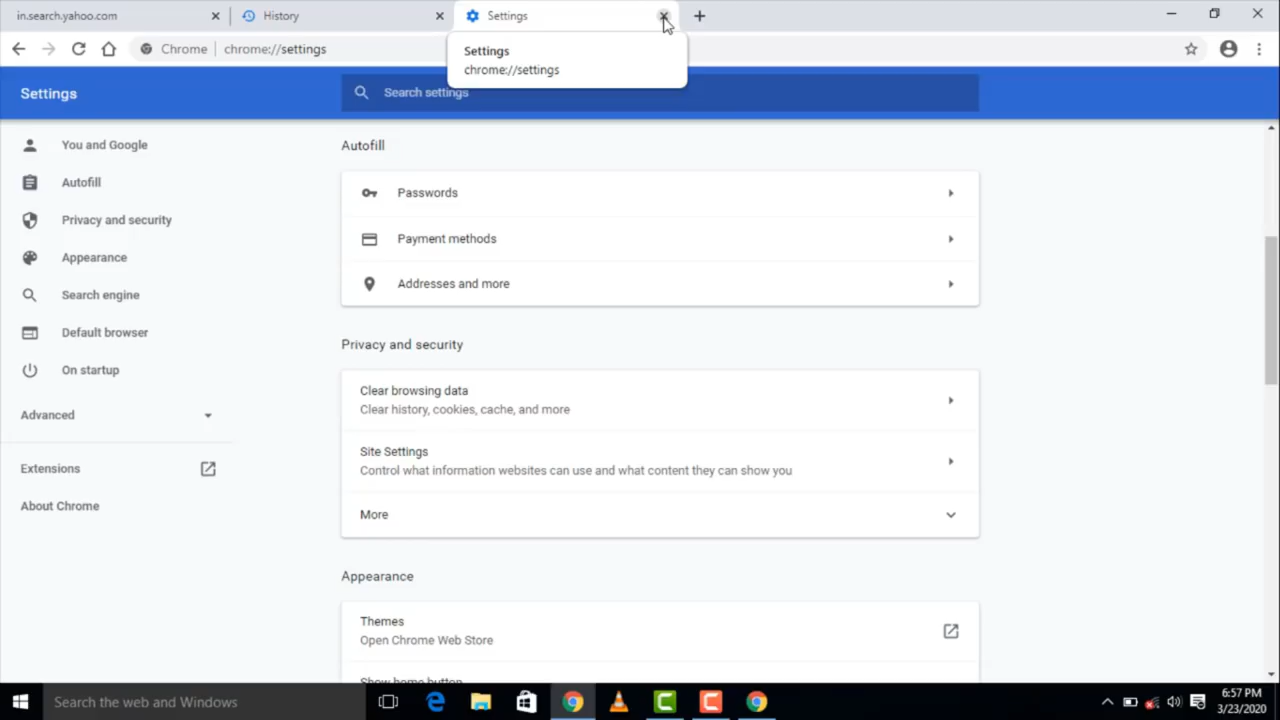 in.search.yahoo.com
History
Settings
Settings
chrome://settings
Chrome
chrome://settings
Settings
Search settings
You and Google
Autofill
Privacy and security
Appearance
Search engine
Default browser
On startup
Advanced
Extensions
About Chrome
Autofill
Passwords
Payment methods
Addresses and more
Privacy and security
Clear browsing data
Clear history, cookies, cache, and more
Site Settings
Control what information websites can use and what content they can show you
More
Appearance
Themes
Open Chrome Web Store
Show home button
Search the web and Windows
6:57 PM
3/23/2020